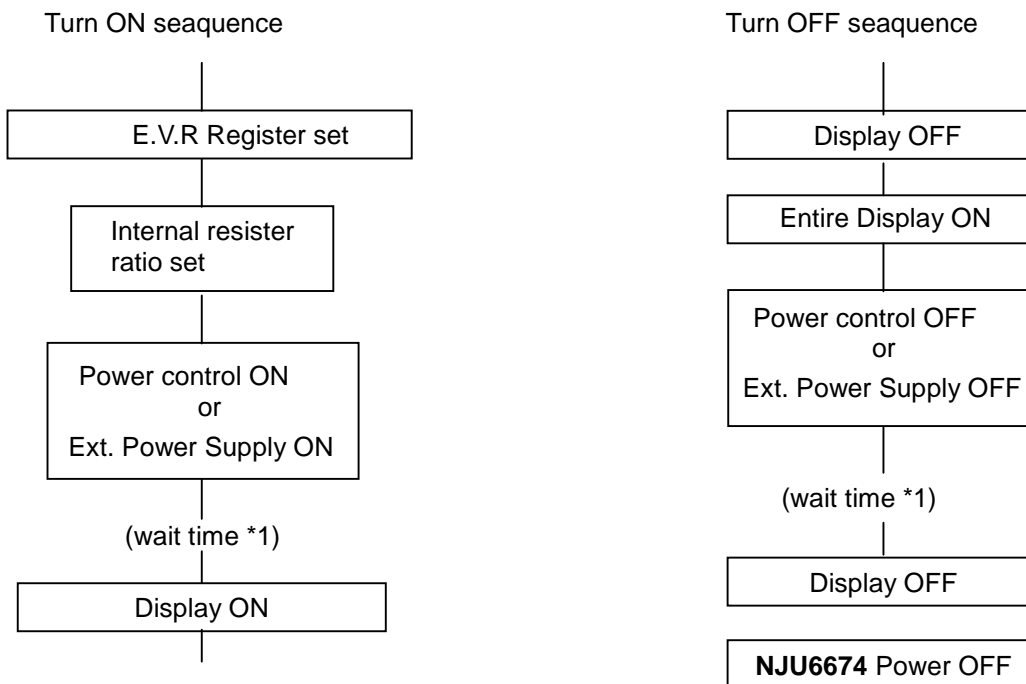 Turn ON seaquence
E.V.R Register set
Internal resister
ratio set
Power control ON
or
Ext. Power Supply ON
(wait time *1)
Display ON
Turn OFF seaquence
Display OFF
Entire Display ON
Power control OFF
or
Ext. Power Supply OFF
(wait time *1)
Display OFF
NJU6674 Power OFF